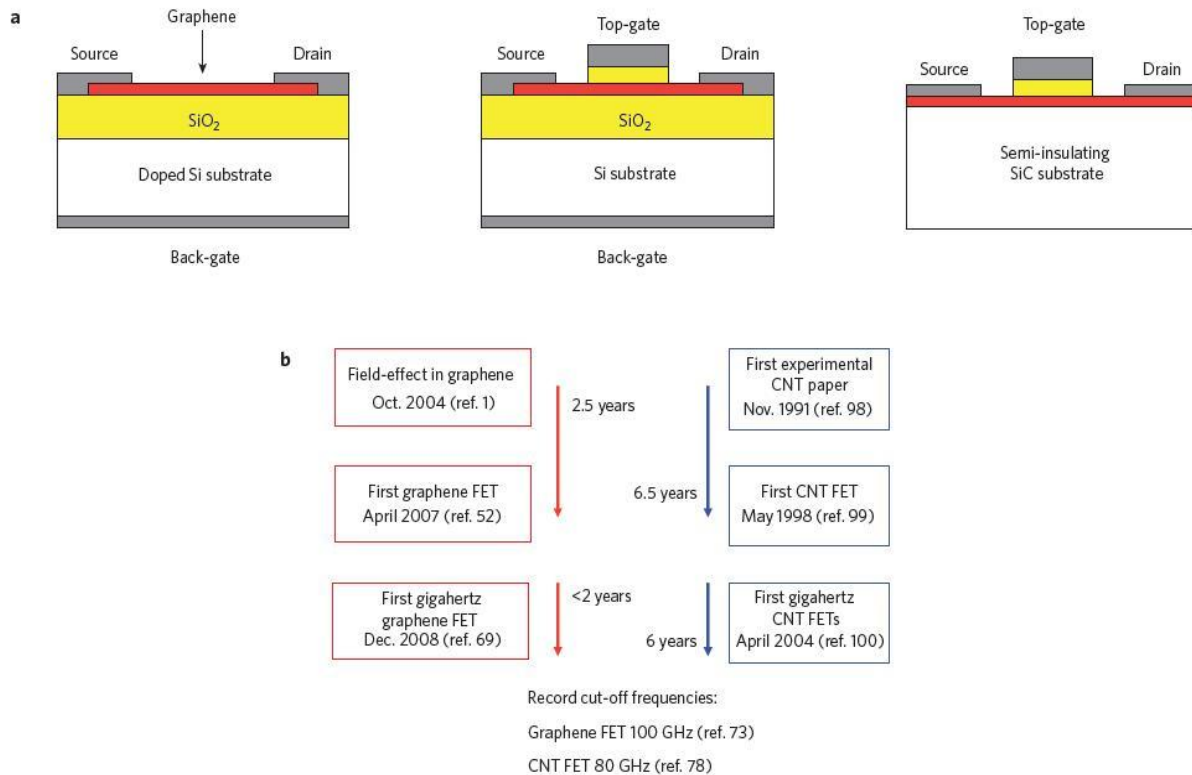 a
Graphene
Source
Drain
SiO2
Doped Si substrate
Back-gate
Top-gate
Source
Drain
SiO2
Si substrate
Back-gate
Top-gate
Source
Drain
Semi-insulating
SiC substrate
b
Field-effect in graphene
Oct. 2004 (ref. 1)
2.5 years
First experimental
CNT paper
Nov. 1991 (ref. 98)
First graphene FET
April 2007 (ref. 52)
6.5 years
First CNT FET
May 1998 (ref. 99)
First gigahertz
graphene FET
Dec. 2008 (ref. 69)
<2 years
6 years
First gigahertz
CNT FETs
April 2004 (ref. 100)
Record cut-off frequencies:
Graphene FET 100 GHz (ref. 73)
CNT FET 80 GHz (ref. 78)